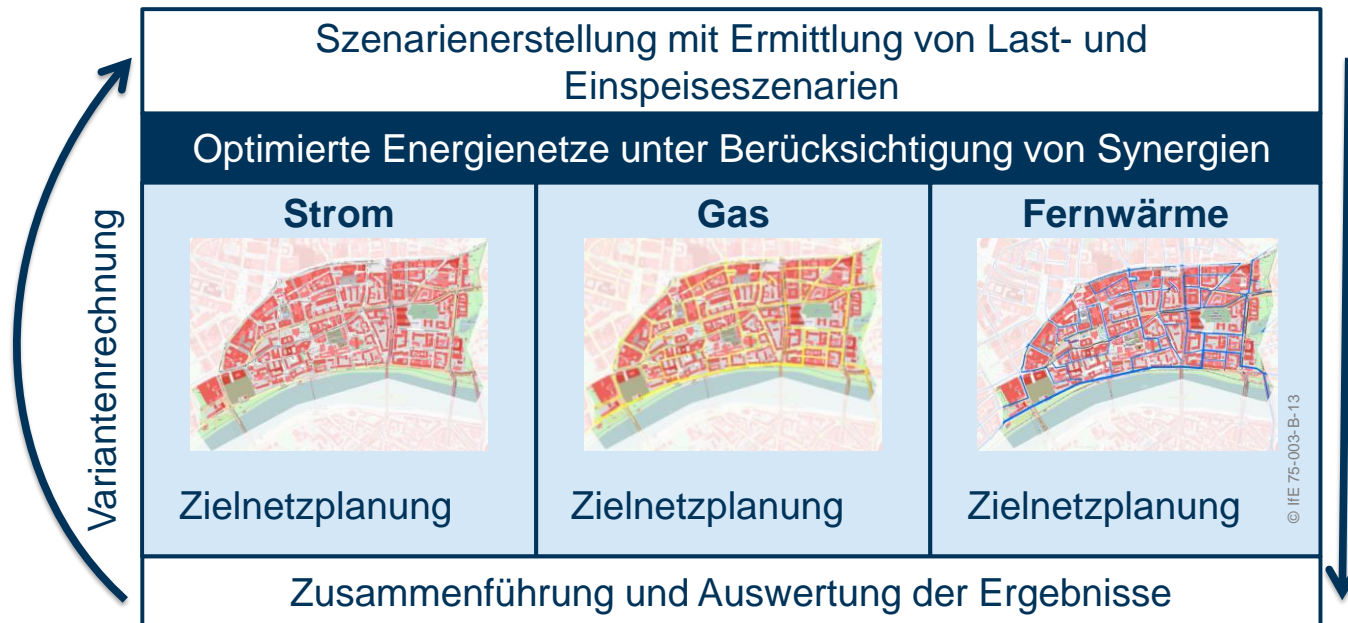 Szenarienerstellung mit Ermittlung von Last- und
Einspeiseszenarien
Optimierte Energienetze unter Berücksichtigung von Synergien
Variantenrechnung
Strom
Gas
Fernwärme
Zielnetzplanung
Zielnetzplanung
Zielnetzplanung
© IfE 75-003-B-13
Zusammenführung und Auswertung der Ergebnisse